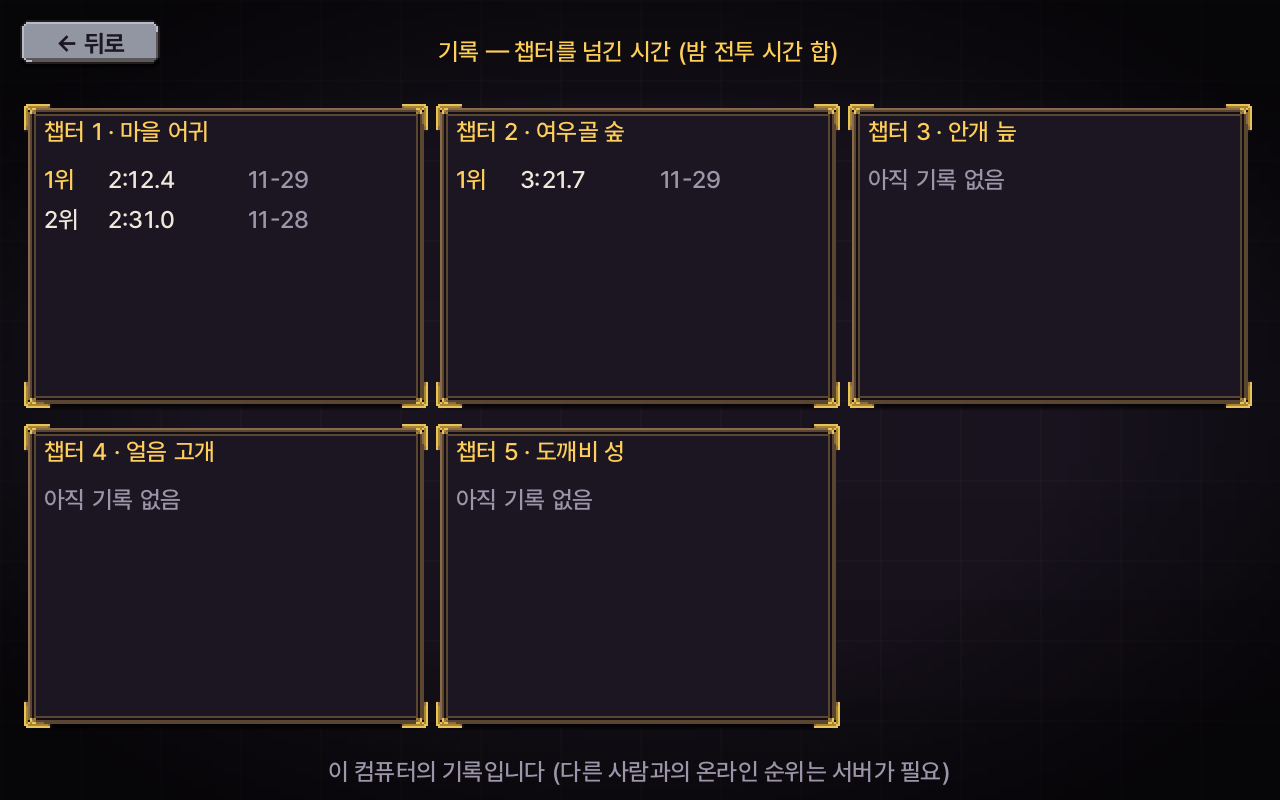 ← 뒤로
기록 — 챕터를 넘긴 시간 (밤 전투 시간 합)
챕터 1 · 마을 어귀
1위 2:12.4 11-29
2위 2:31.0 11-28
챕터 2 · 여우골 숲
1위 3:21.7 11-29
챕터 3 · 안개 늪
아직 기록 없음
챕터 4 · 얼음 고개
아직 기록 없음
챕터 5 · 도깨비 성
아직 기록 없음
이 컴퓨터의 기록입니다 (다른 사람과의 온라인 순위는 서버가 필요)